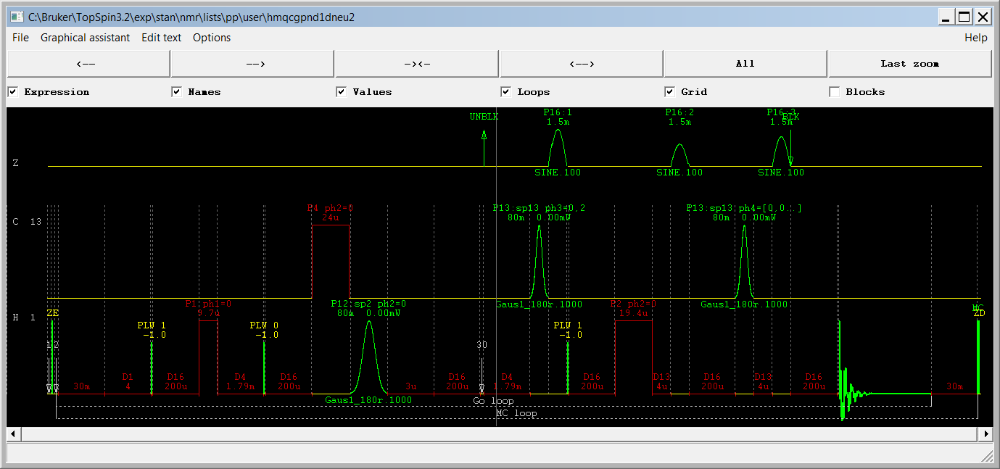 C:\Bruker\TopSpin3.2\exp\stan\nmr\lists\pp\user\hmqcgpnd1dneu2
File Graphical assistant Edit text Options Help
<-- --> -><- <--> All Last zoom
Expression Names Values Loops Grid Blocks
UNBLK P16:1 P16:2 P16:3 BLK
1.5m 1.5m 1.5m
Z
SINE.100 SINE.100 SINE.100
P4 ph2=0 P13:sp13 ph3=0,2 P13:sp13 ph4=[0,0..]
24u 80m 0.00mW 80m 0.00mW
C 13
P1 ph1=0 P12:sp2 ph2=0 Gaus1_180r.1000 P2 ph2=0 Gaus1_180r.1000 MC
ZE 9.7u 80m 0.00mW 19.4u ZD
H 1
PLW 1 PLW 0 PLW 1
-1.0 -1.0 -1.0
12 30
D1 D16 D4 D16 D16 D4 D16 D13 D16 D13 D16
30m 4 200u 1.79m 200u 3u 200u 1.79m 200u 4u 200u 4u 200u 30m
Gaus1_180r.1000 Go loop
MC loop